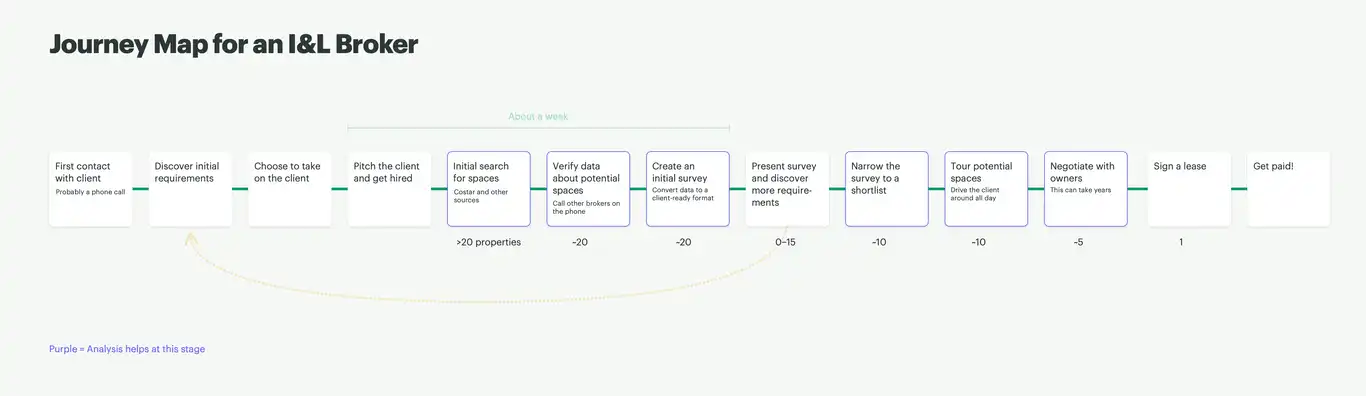 Journey Map for an I&L Broker
About a week
First contact
with client
Probably a phone call
Discover initial
requirements
Choose to take
on the client
Pitch the client
and get hired
Initial search
for spaces
Costar and other
sources
Verify data
about potential
spaces
Call other brokers on
the phone
Create an
initial survey
Convert data to a
client-ready format
Present survey
and discover
more require-
ments
Narrow the
survey to a
shortlist
Tour potential
spaces
Drive the client
around all day
Negotiate with
owners
This can take years
Sign a lease
Get paid!
>20 properties
~20
~20
0–15
~10
~10
~5
1
Purple = Analysis helps at this stage